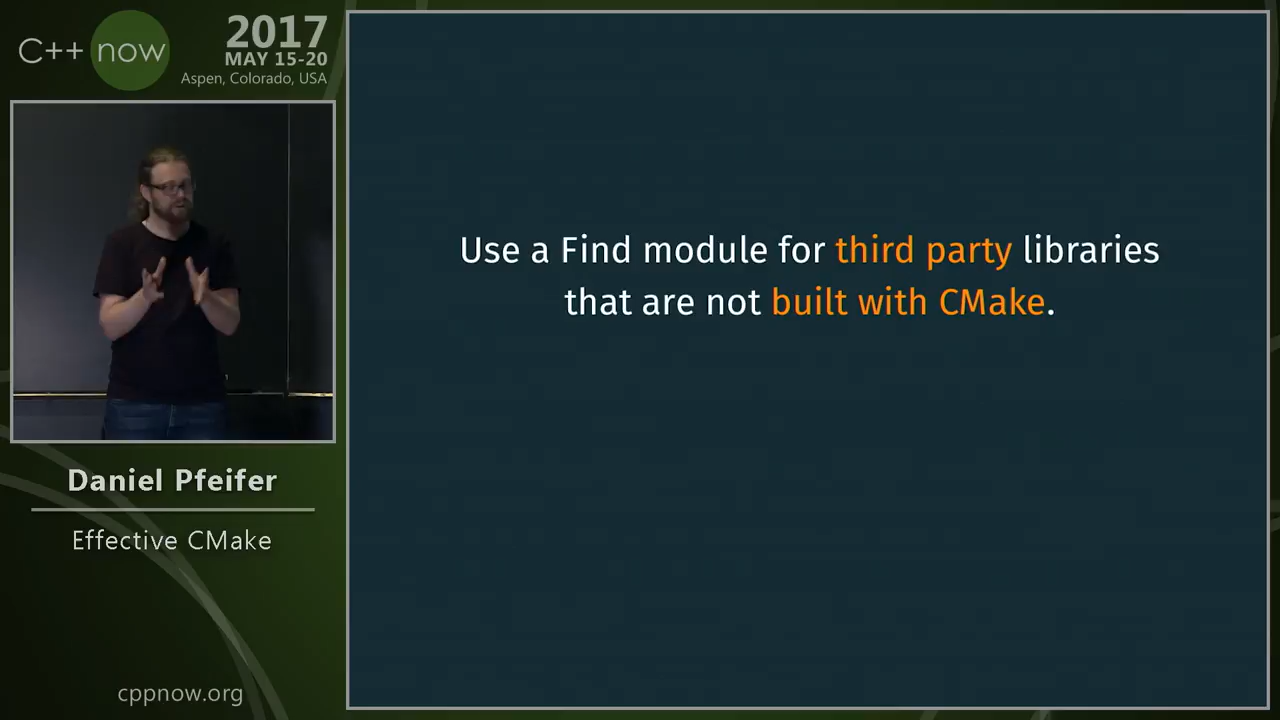 C++ now
2017
MAY 15-20
Aspen, Colorado, USA
Use a Find module for third party libraries
that are not built with CMake.
Daniel Pfeifer
Effective CMake
cppnow.org